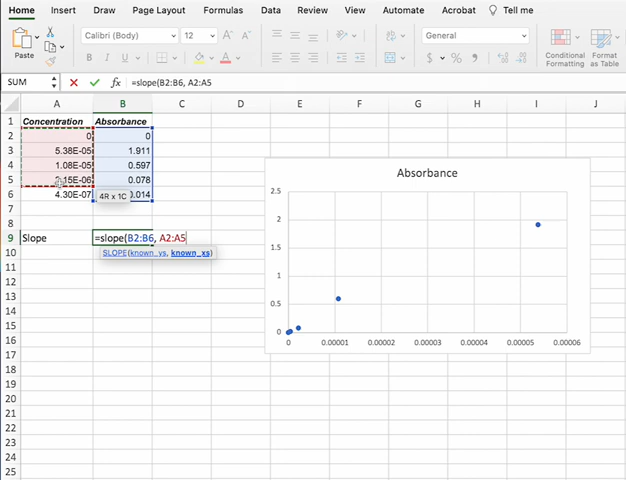 Home Insert Draw Page Layout Formulas Data Review View Automate Acrobat Tell me
Paste
Calibri (Body) 12 A A General
B I U A $ % Conditional Formatting Format as Table
SUM fx =slope(B2:B6, A2:A5
A B C D E F G H I J
1 Concentration Absorbance
2 0 0
3 5.38E-05 1.911
4 1.08E-05 0.597
5 2.15E-06 0.078
6 4.30E-07 0.014
4R x 1C
7
8
9 Slope =slope(B2:B6, A2:A5
SLOPE(known_ys, known_xs)
10
11
12
13
14
15
16
17
18
19
20
21
22
23
24
25
Absorbance
2.5
2
1.5
1
0.5
0
0 0.00001 0.00002 0.00003 0.00004 0.00005 0.00006